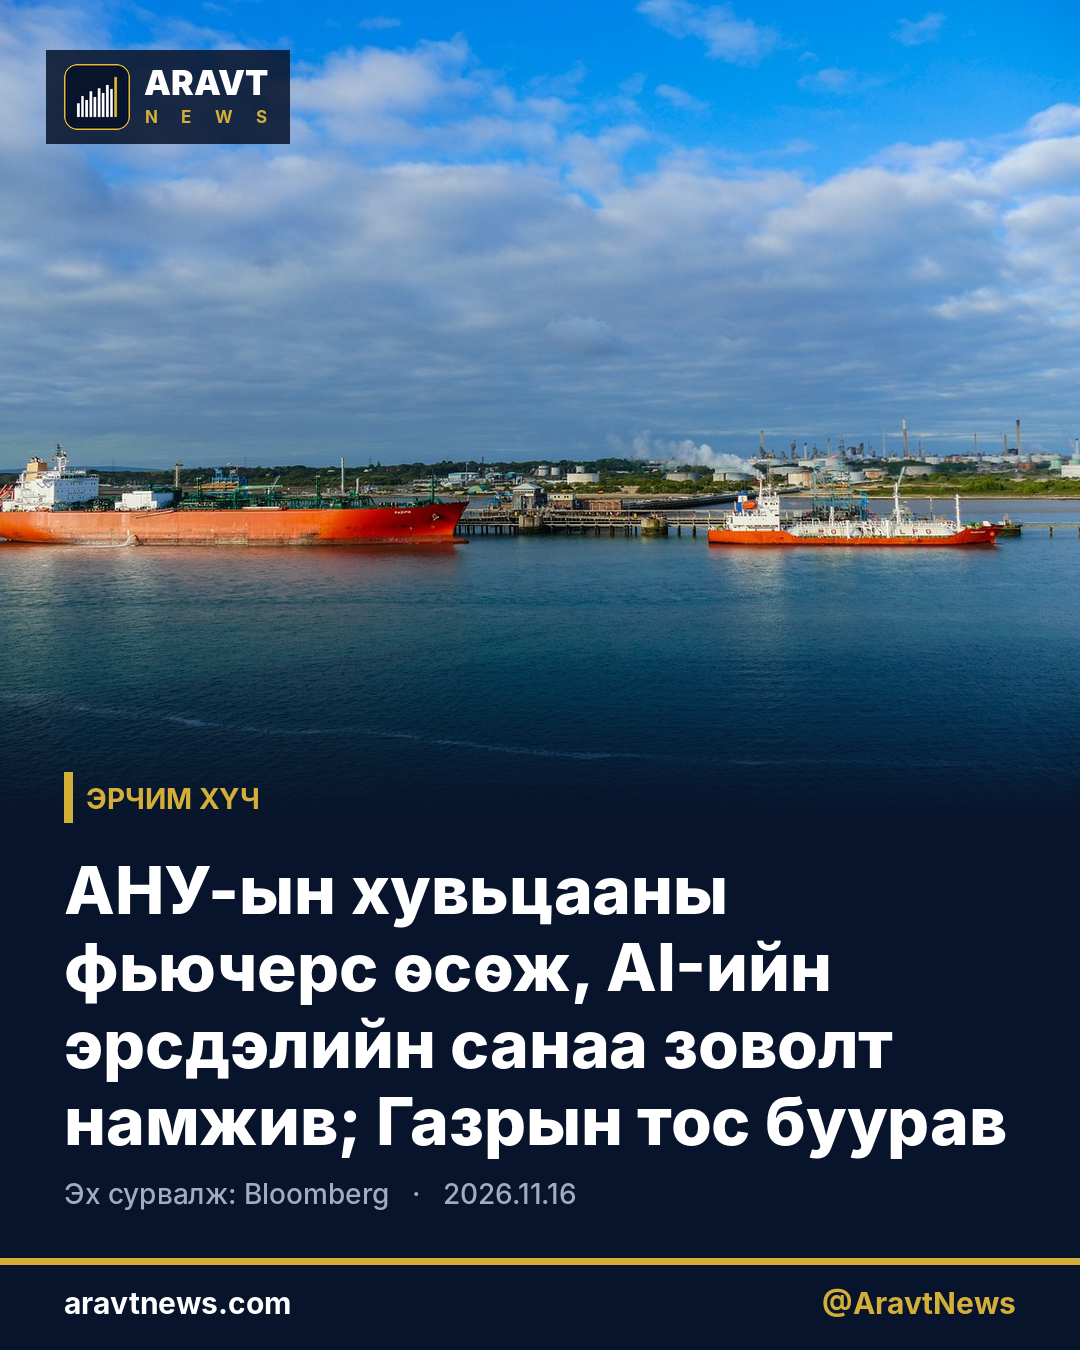 ARAVT
NEWS
ЭРЧИМ ХҮЧ
АНУ-ын хувьцааны
фьючерс өсөж, AI-ийн
эрсдэлийн санаа зоволт
намжив; Газрын тос буурав
Эх сурвалж: Bloomberg · 2026.11.16
aravtnews.com
@AravtNews